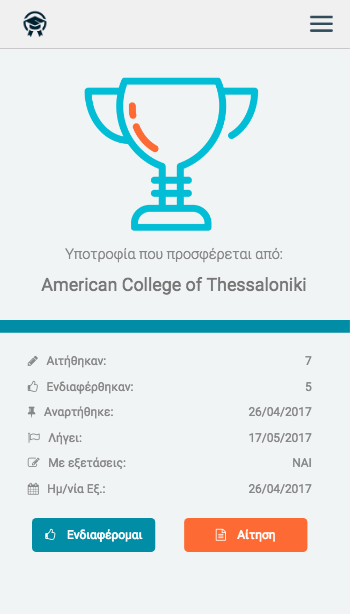 Υποτροφία που προσφέρεται από:
American College of Thessaloniki
Αιτήθηκαν: 7
Ενδιαφέρθηκαν: 5
Αναρτήθηκε: 26/04/2017
Λήγει: 17/05/2017
Με εξετάσεις: ΝΑΙ
Ημ/νία Εξ.: 26/04/2017
Ενδιαφέρομαι Αίτηση